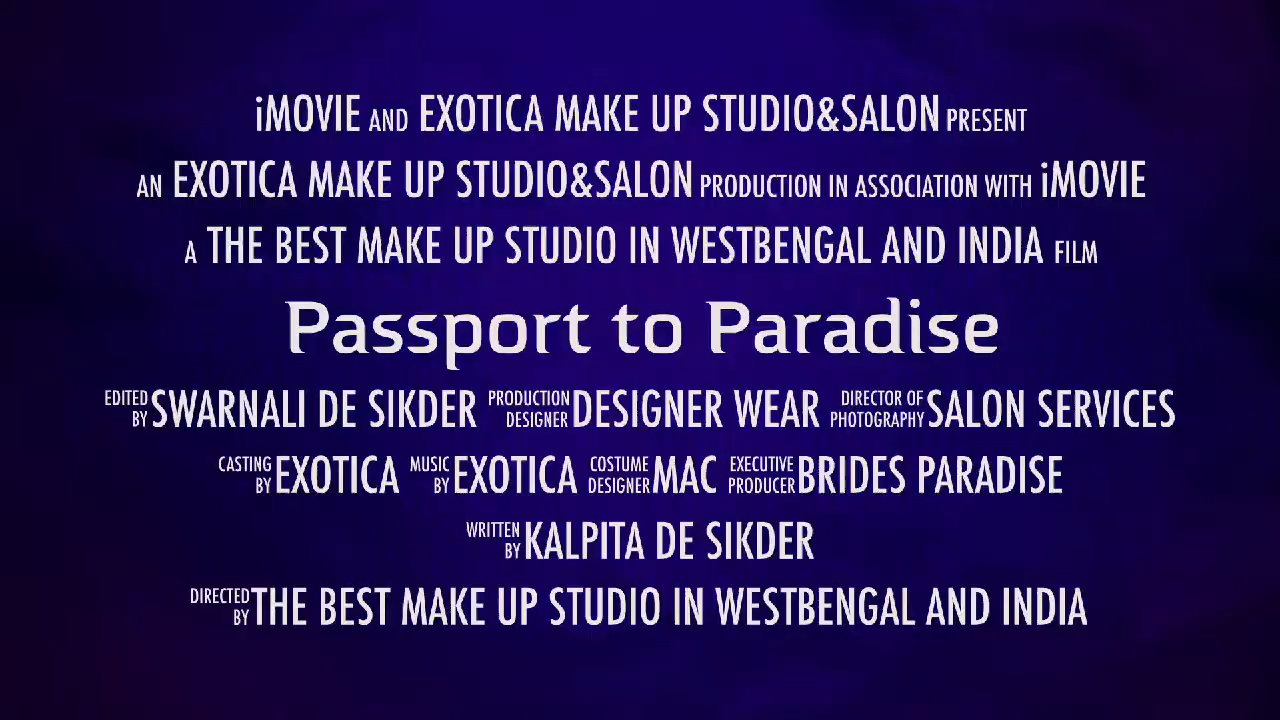 iMOVIE AND EXOTICA MAKE UP STUDIO&SALON PRESENT
AN EXOTICA MAKE UP STUDIO&SALON PRODUCTION IN ASSOCIATION WITH iMOVIE
A THE BEST MAKE UP STUDIO IN WESTBENGAL AND INDIA FILM
Passport to Paradise
EDITED BY SWARNALI DE SIKDER PRODUCTION DESIGNER DESIGNER WEAR DIRECTOR OF PHOTOGRAPHY SALON SERVICES
CASTING BY EXOTICA MUSIC BY EXOTICA COSTUME DESIGNER MAC EXECUTIVE PRODUCER BRIDES PARADISE
WRITTEN BY KALPITA DE SIKDER
DIRECTED BY THE BEST MAKE UP STUDIO IN WESTBENGAL AND INDIA